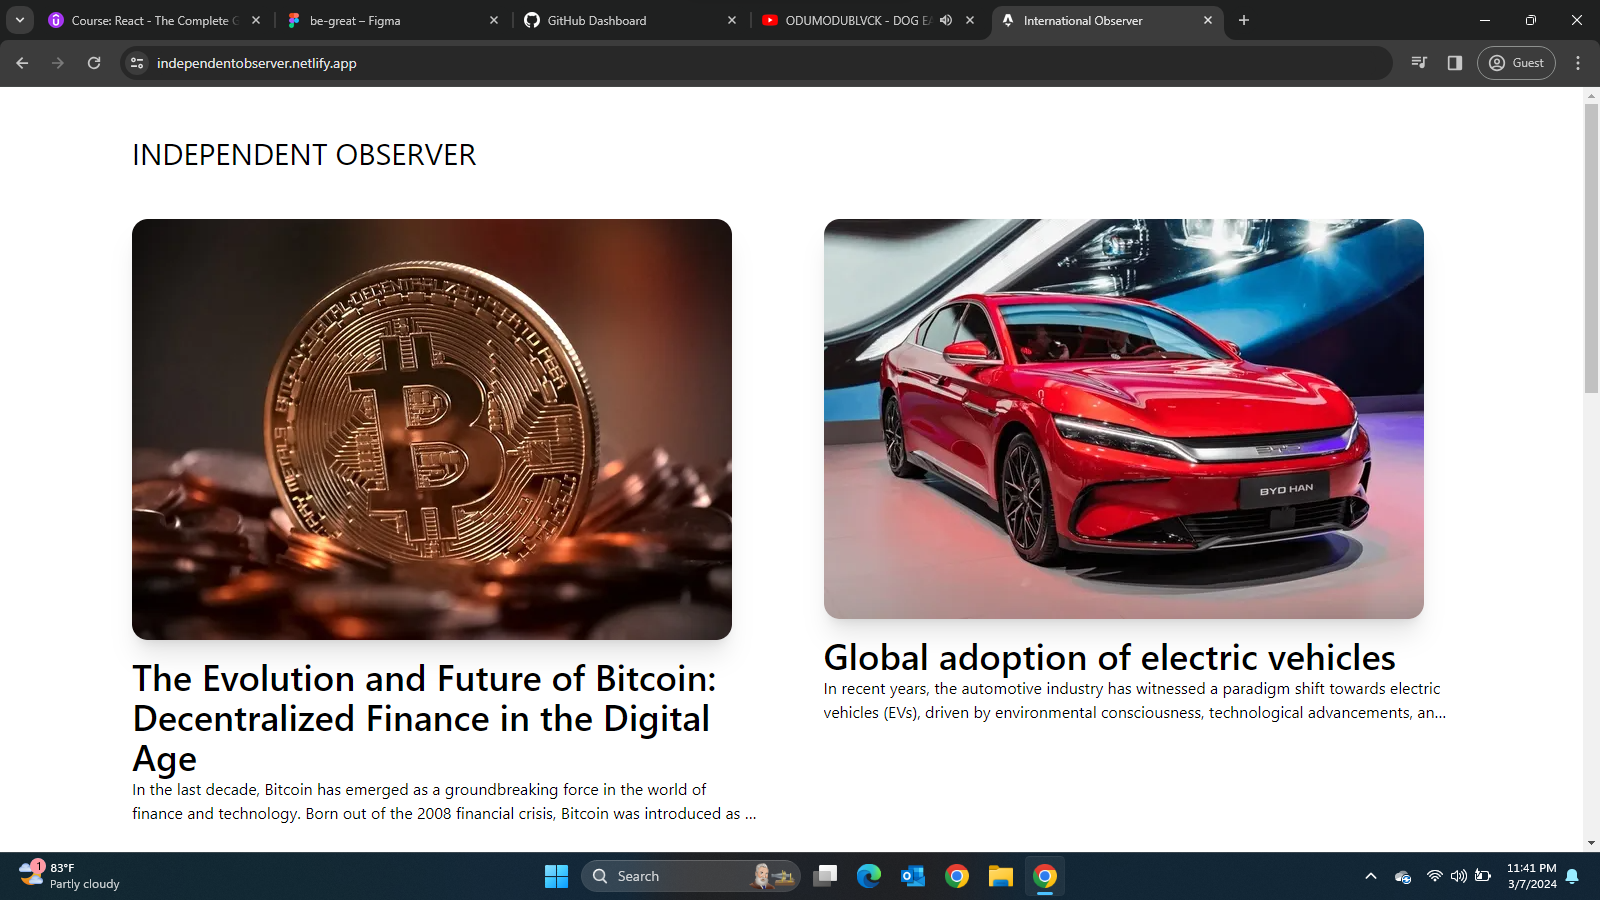 Course: React - The Complete G
be-great – Figma
GitHub Dashboard
ODUMODUBLVCK - DOG EA
International Observer
independentobserver.netlify.app
Guest
INDEPENDENT OBSERVER
BYD HAN
The Evolution and Future of Bitcoin:
Decentralized Finance in the Digital
Age
In the last decade, Bitcoin has emerged as a groundbreaking force in the world of
finance and technology. Born out of the 2008 financial crisis, Bitcoin was introduced as ...
Global adoption of electric vehicles
In recent years, the automotive industry has witnessed a paradigm shift towards electric
vehicles (EVs), driven by environmental consciousness, technological advancements, an...
1
83°F
Partly cloudy
Search
11:41 PM
3/7/2024